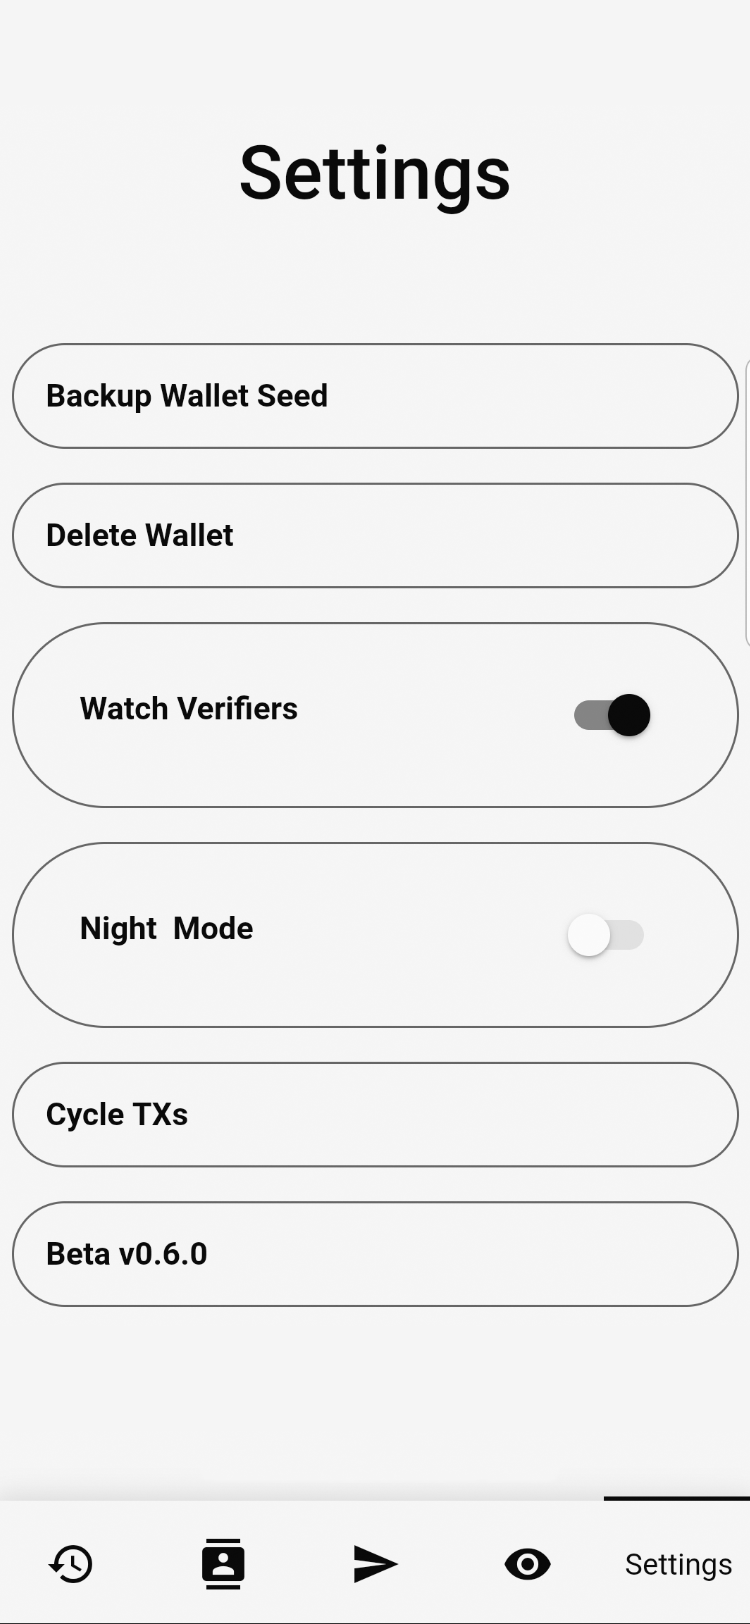 Settings
Backup Wallet Seed
Delete Wallet
Watch Verifiers
Night  Mode
Cycle TXs
Beta v0.6.0
Settings